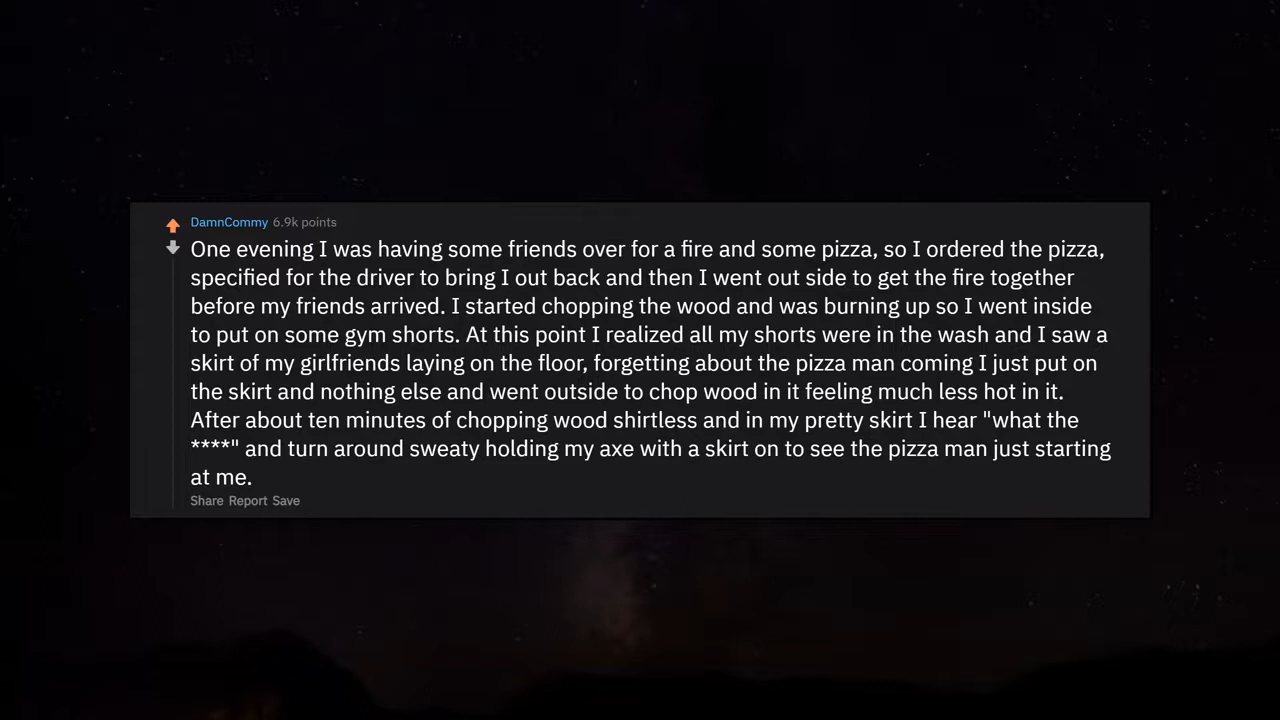 DamnCommy 6.9k points
One evening I was having some friends over for a fire and some pizza, so I ordered the pizza,
specified for the driver to bring I out back and then I went out side to get the fire together
before my friends arrived. I started chopping the wood and was burning up so I went inside
to put on some gym shorts. At this point I realized all my shorts were in the wash and I saw a
skirt of my girlfriends laying on the floor, forgetting about the pizza man coming I just put on
the skirt and nothing else and went outside to chop wood in it feeling much less hot in it.
After about ten minutes of chopping wood shirtless and in my pretty skirt I hear "what the
****" and turn around sweaty holding my axe with a skirt on to see the pizza man just starting
at me.
Share Report Save